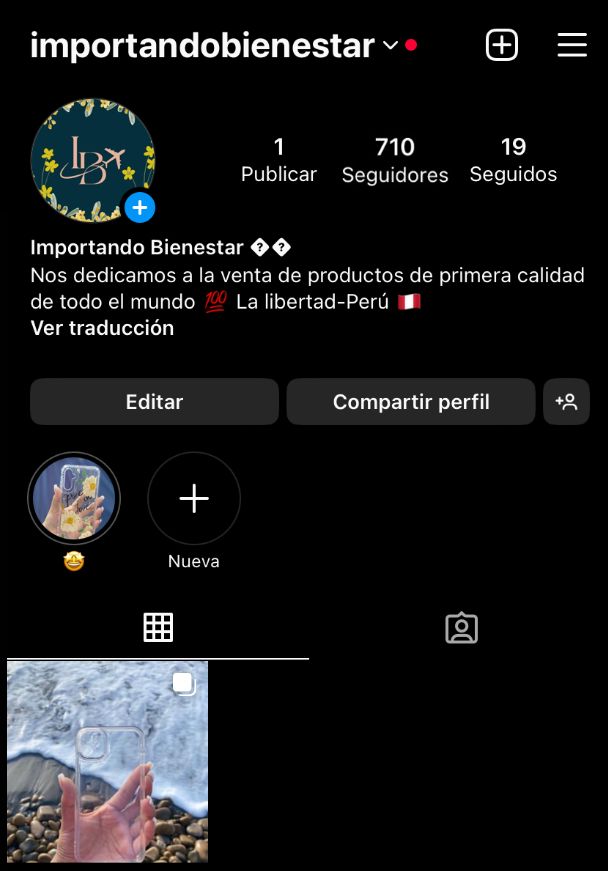 importandobienestar
IB
1
710
19
Publicar
Seguidores
Seguidos
Importando Bienestar ��
Nos dedicamos a la venta de productos de primera calidad
de todo el mundo 💯 La libertad-Perú 🇵🇪
Ver traducción
Editar
Compartir perfil
🤩
Nueva